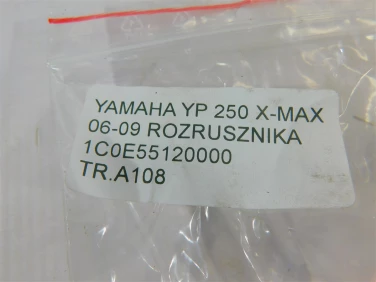 YAMAHA YP 250 X-MAX
06-09 ROZRUSZNIKA
1C0E55120000
TR.A108